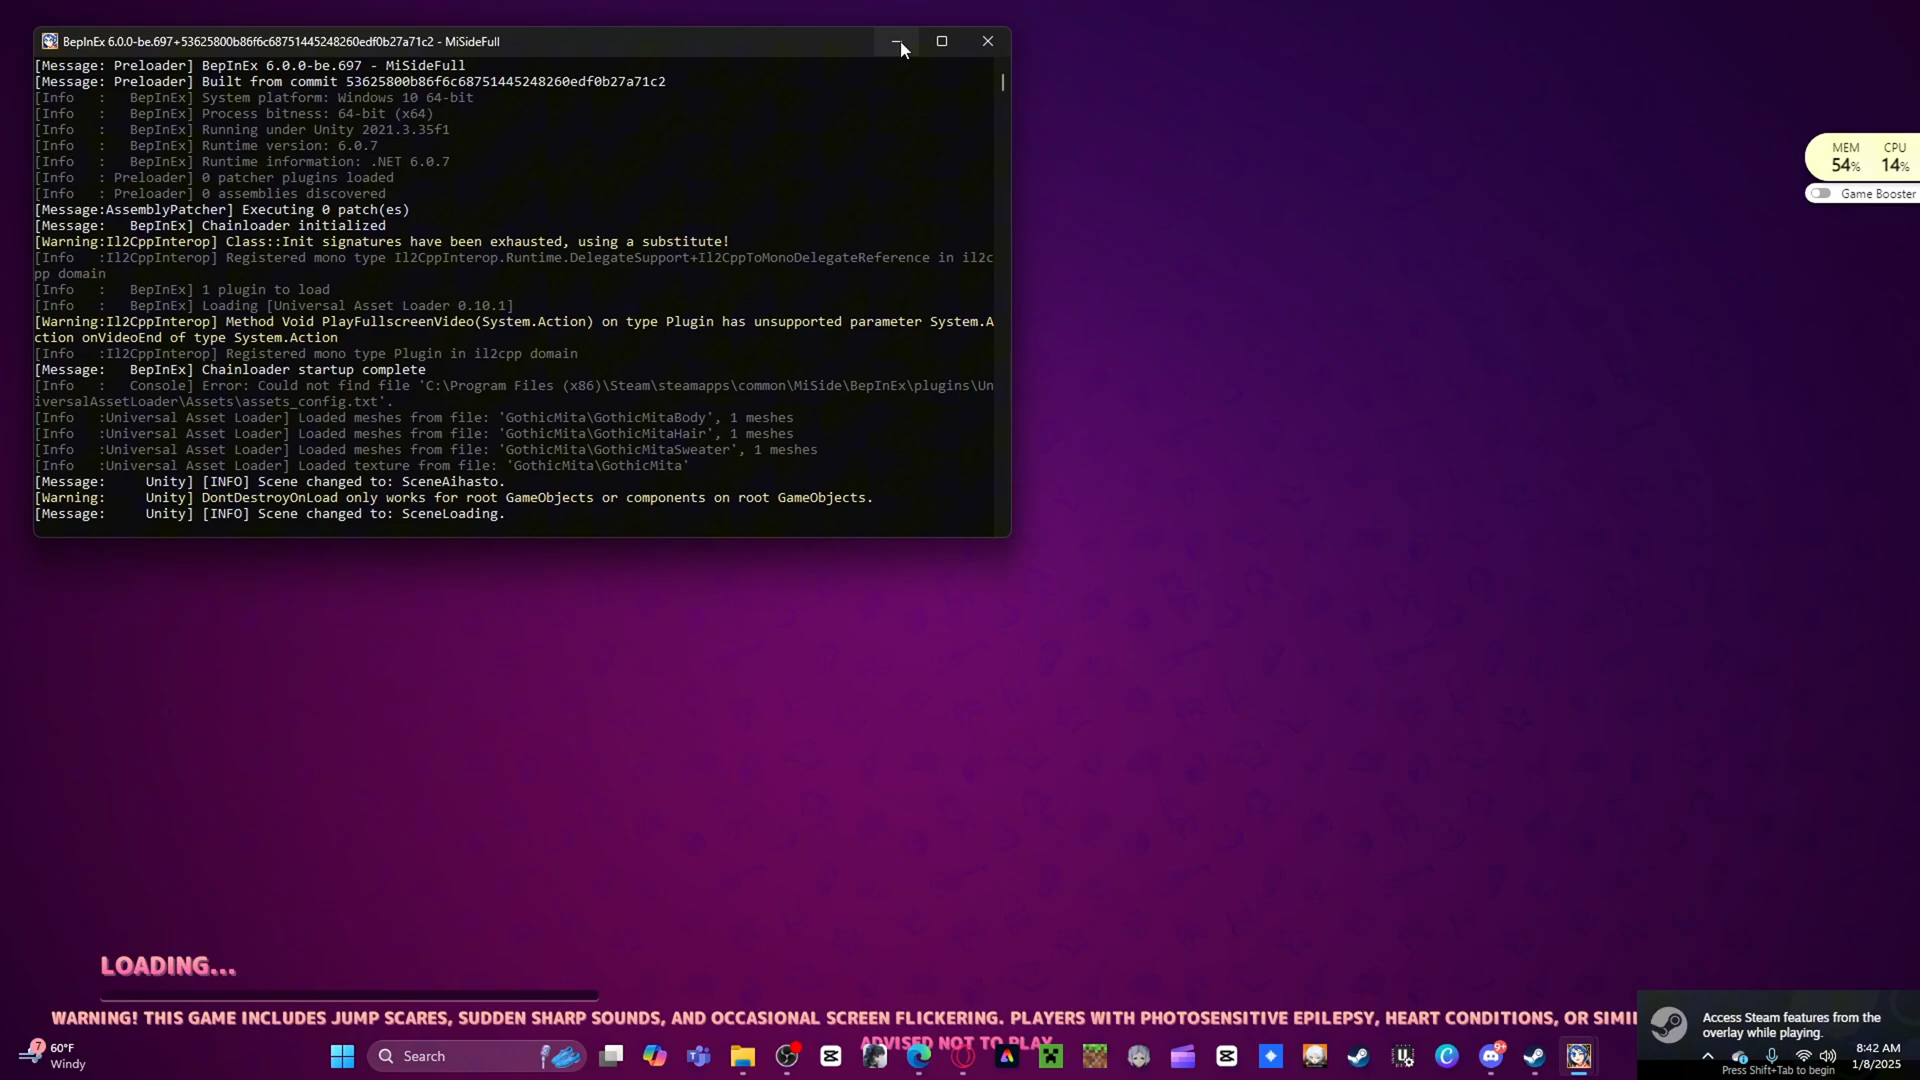 BepInEx 6.0.0-be.697+53625800b86f6c68751445248260edf0b27a71c2 - MiSideFull
[Message: Preloader] BepInEx 6.0.0-be.697 - MiSideFull
[Message: Preloader] Built from commit 53625800b86f6c68751445248260edf0b27a71c2
[Info   :   BepInEx] System platform: Windows 10 64-bit
[Info   :   BepInEx] Process bitness: 64-bit (x64)
[Info   :   BepInEx] Running under Unity 2021.3.35f1
[Info   :   BepInEx] Runtime version: 6.0.7
[Info   :   BepInEx] Runtime information: .NET 6.0.7
[Info   : Preloader] 0 patcher plugins loaded
[Info   : Preloader] 0 assemblies discovered
[Message:AssemblyPatcher] Executing 0 patch(es)
[Message:   BepInEx] Chainloader initialized
[Warning:Il2CppInterop] Class::Init signatures have been exhausted, using a substitute!
[Info   :Il2CppInterop] Registered mono type Il2CppInterop.Runtime.DelegateSupport+Il2CppToMonoDelegateReference in il2c
pp domain
[Info   :   BepInEx] 1 plugin to load
[Info   :   BepInEx] Loading [Universal Asset Loader 0.10.1]
[Warning:Il2CppInterop] Method Void PlayFullscreenVideo(System.Action) on type Plugin has unsupported parameter System.A
ction onVideoEnd of type System.Action
[Info   :Il2CppInterop] Registered mono type Plugin in il2cpp domain
[Message:   BepInEx] Chainloader startup complete
[Info   :   Console] Error: Could not find file 'C:\Program Files (x86)\Steam\steamapps\common\MiSide\BepInEx\plugins\Un
iversalAssetLoader\Assets\assets_config.txt'.
[Info   :Universal Asset Loader] Loaded meshes from file: 'GothicMita\GothicMitaBody', 1 meshes
[Info   :Universal Asset Loader] Loaded meshes from file: 'GothicMita\GothicMitaHair', 1 meshes
[Info   :Universal Asset Loader] Loaded meshes from file: 'GothicMita\GothicMitaSweater', 1 meshes
[Info   :Universal Asset Loader] Loaded texture from file: 'GothicMita\GothicMita'
[Message:     Unity] [INFO] Scene changed to: SceneAihasto.
[Warning:     Unity] DontDestroyOnLoad only works for root GameObjects or components on root GameObjects.
[Message:     Unity] [INFO] Scene changed to: SceneLoading.
MEM CPU
54% 14%
Game Booster
LOADING...
WARNING! THIS GAME INCLUDES JUMP SCARES, SUDDEN SHARP SOUNDS, AND OCCASIONAL SCREEN FLICKERING. PLAYERS WITH PHOTOSENSITIVE EPILEPSY, HEART CONDITIONS, OR SIMI
ADVISED NOT TO PLAY
Access Steam features from the
overlay while playing.
Press Shift+Tab to begin
7
60°F
Windy
Search
9+
8:42 AM
1/8/2025